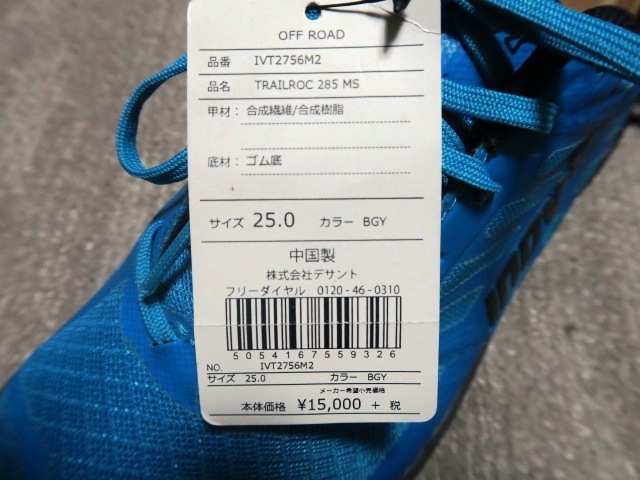 OFF ROAD
品番 IVT2756M2
品名 TRAILROC 285 MS
甲材: 合成繊維/合成樹脂
底材: ゴム底
サイズ 25.0 カラー BGY
中国製
株式会社デサント
フリーダイヤル 0120-46-0310
5054167559326
NO. IVT2756M2
サイズ 25.0 カラー BGY
メーカー希望小売価格
本体価格 ¥15,000 + 税
INOV